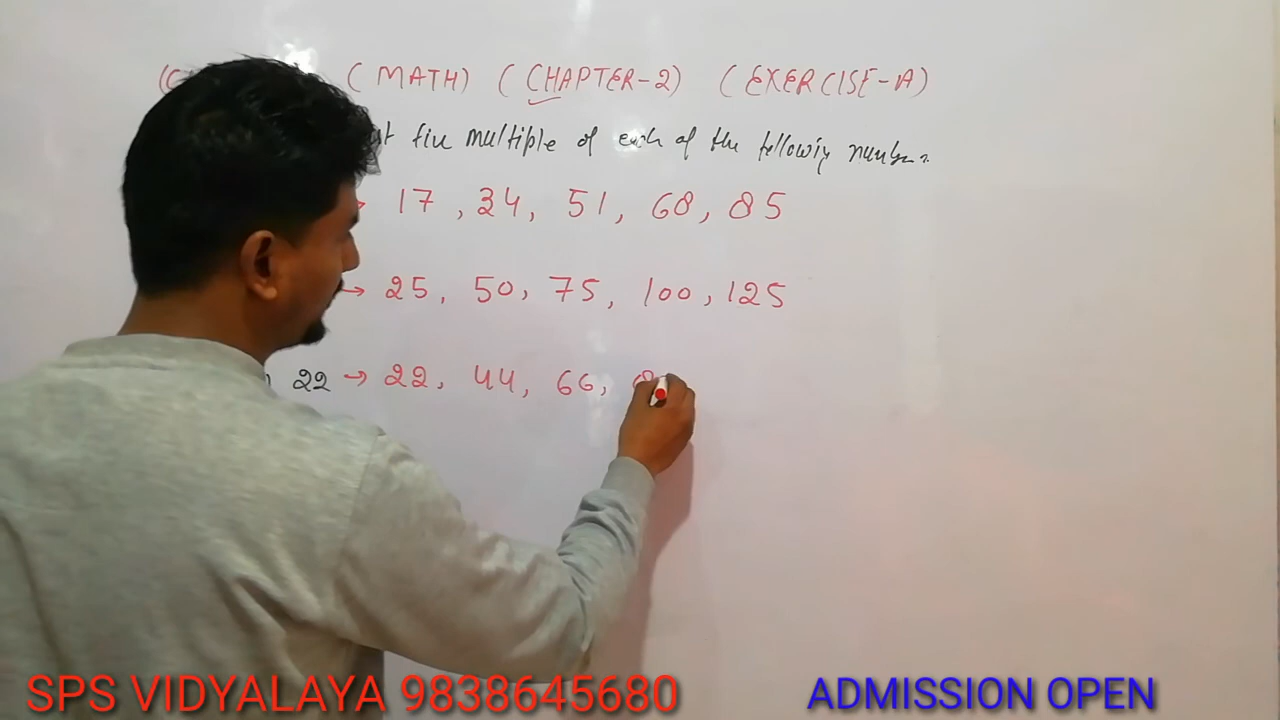 (MATH) (CHAPTER-2) (EXERCISE-A)
five multiple of each of the following numbers
→ 17, 34, 51, 68, 85
→ 25, 50, 75, 100, 125
22 → 22, 44, 66,
SPS VIDYALAYA 9838645680 ADMISSION OPEN